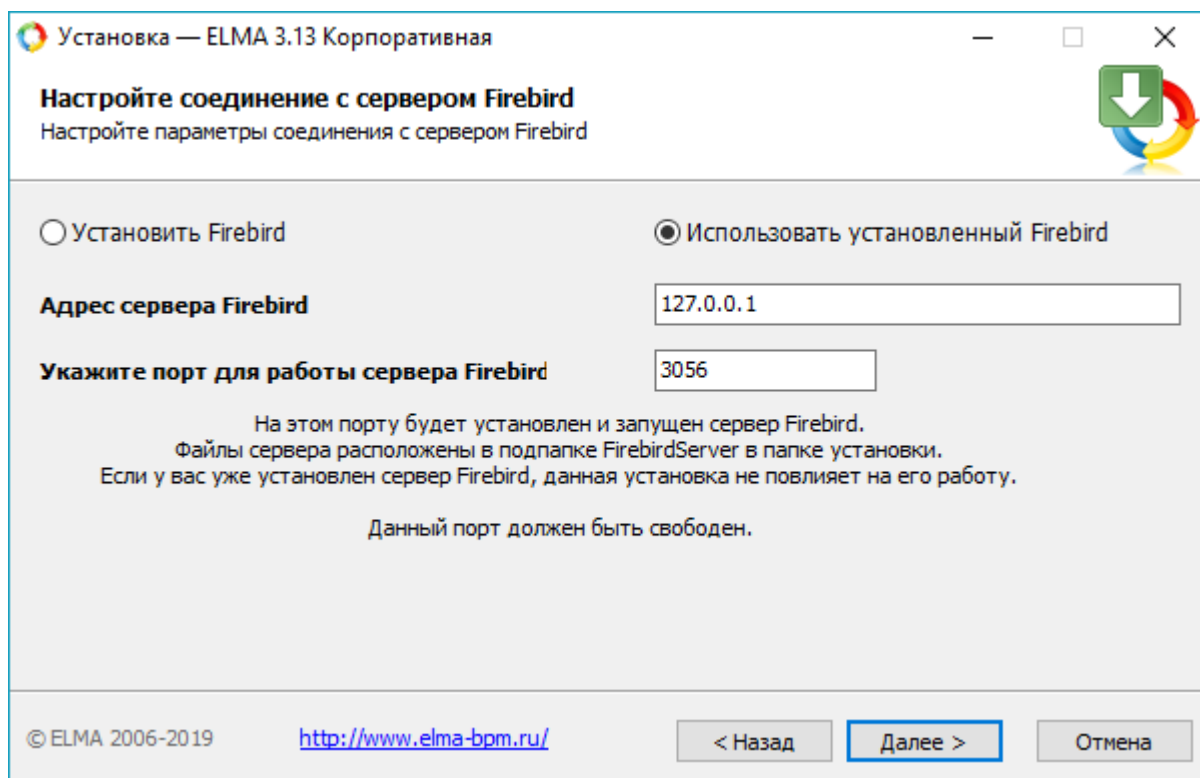 Установка — ELMA 3.13 Корпоративная
Настройте соединение с сервером Firebird
Настройте параметры соединения с сервером Firebird
Установить Firebird
Использовать установленный Firebird
Адрес сервера Firebird
127.0.0.1
Укажите порт для работы сервера Firebird
3056
На этом порту будет установлен и запущен сервер Firebird.
Файлы сервера расположены в подпапке FirebirdServer в папке установки.
Если у вас уже установлен сервер Firebird, данная установка не повлияет на его работу.
Данный порт должен быть свободен.
© ELMA 2006-2019
http://www.elma-bpm.ru/
< Назад
Далее >
Отмена